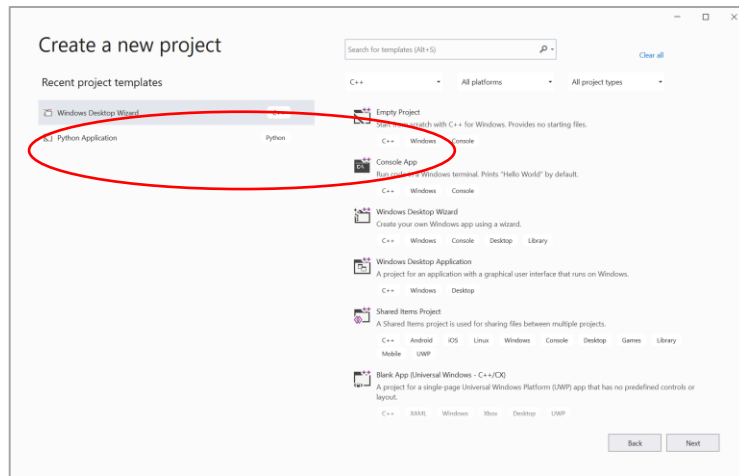 Create a new project
Recent project templates
Windows Desktop Wizard C++
Python Application Python
Search for templates (Alt+S)
Clear all
C++ All platforms All project types
Empty Project
Start from scratch with C++ for Windows. Provides no starting files.
C++ Windows Console
Console App
Run code in a Windows terminal. Prints "Hello World" by default.
C++ Windows Console
Windows Desktop Wizard
Create your own Windows app using a wizard.
C++ Windows Console Desktop Library
Windows Desktop Application
A project for an application with a graphical user interface that runs on Windows.
C++ Windows Desktop
Shared Items Project
A Shared Items project is used for sharing files between multiple projects.
C++ Android iOS Linux Windows Console Desktop Games Library
Mobile UWP
Blank App (Universal Windows - C++/CX)
A project for a single-page Universal Windows Platform (UWP) app that has no predefined controls or
layout.
C++ XAML Windows Xbox Desktop UWP
Back Next